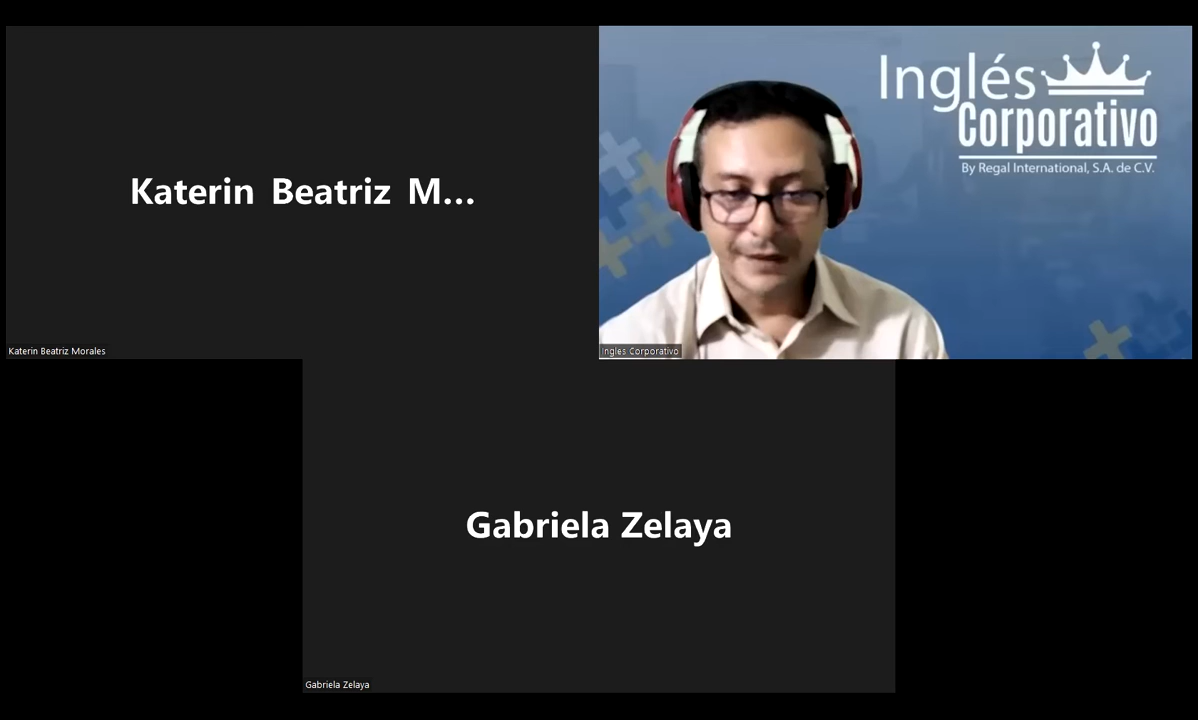 Katerin Beatriz M...
Katerin Beatriz Morales
Inglés
Corporativo
By Regal International, S.A. de C.V.
Ingles Corporativo
Gabriela Zelaya
Gabriela Zelaya